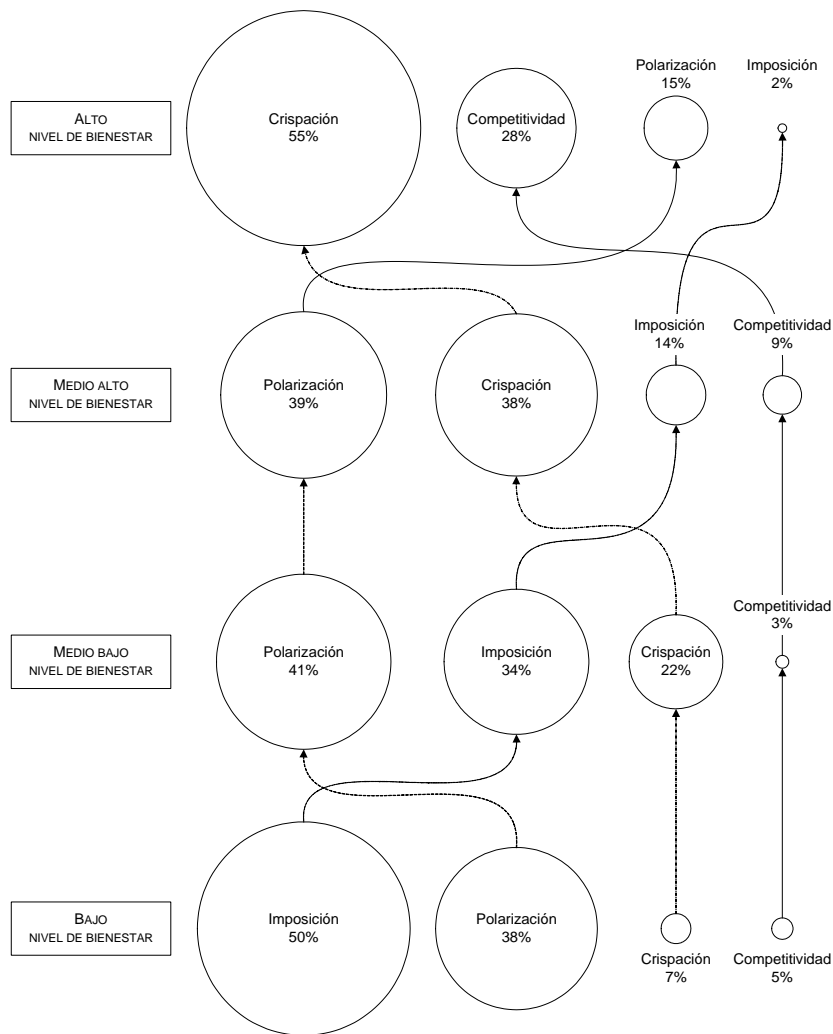 ALTO
NIVEL DE BIENESTAR
Crispación
55%
Competitividad
28%
Polarización
15%
Imposición
2%
MEDIO ALTO
NIVEL DE BIENESTAR
Polarización
39%
Crispación
38%
Imposición
14%
Competitividad
9%
MEDIO BAJO
NIVEL DE BIENESTAR
Polarización
41%
Imposición
34%
Crispación
22%
Competitividad
3%
BAJO
NIVEL DE BIENESTAR
Imposición
50%
Polarización
38%
Crispación
7%
Competitividad
5%